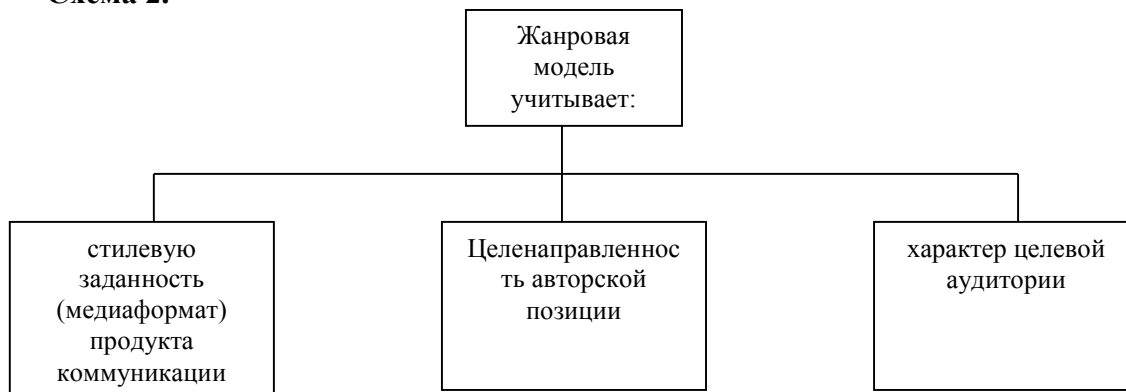 Схема 2.
Жанровая
модель
учитывает:
стилевую
заданность
(медиаформат)
продукта
коммуникации
Целенаправленнос
ть авторской
позиции
характер целевой
аудитории